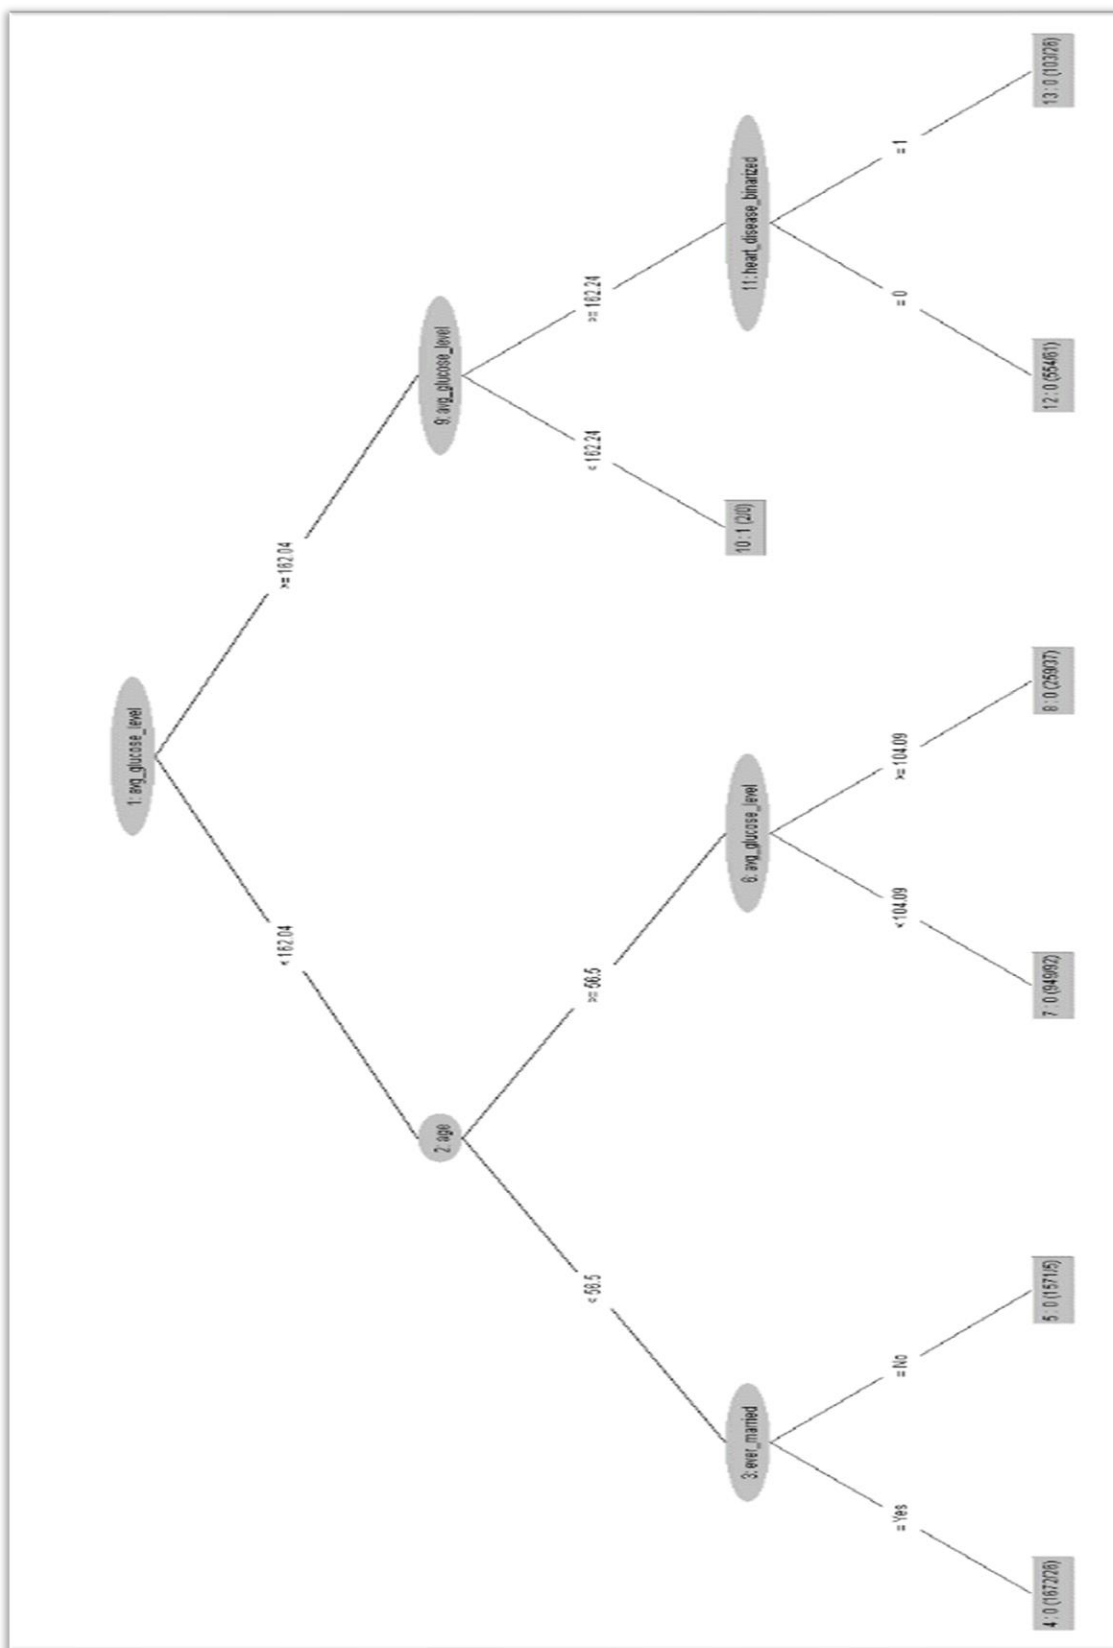 1: avg_glucose_level
< 162.04
>= 162.04
2: age
9: avg_glucose_level
< 56.5
>= 56.5
< 162.24
>= 162.24
3: ever_married
6: avg_glucose_level
10 : 1 (2/0)
11: heart_disease_binarized
= Yes
= No
< 104.09
>= 104.09
= 0
= 1
4 : 0 (1672/28)
5 : 0 (1571/5)
7 : 0 (949/92)
8 : 0 (259/37)
12 : 0 (554/61)
13 : 0 (103/26)